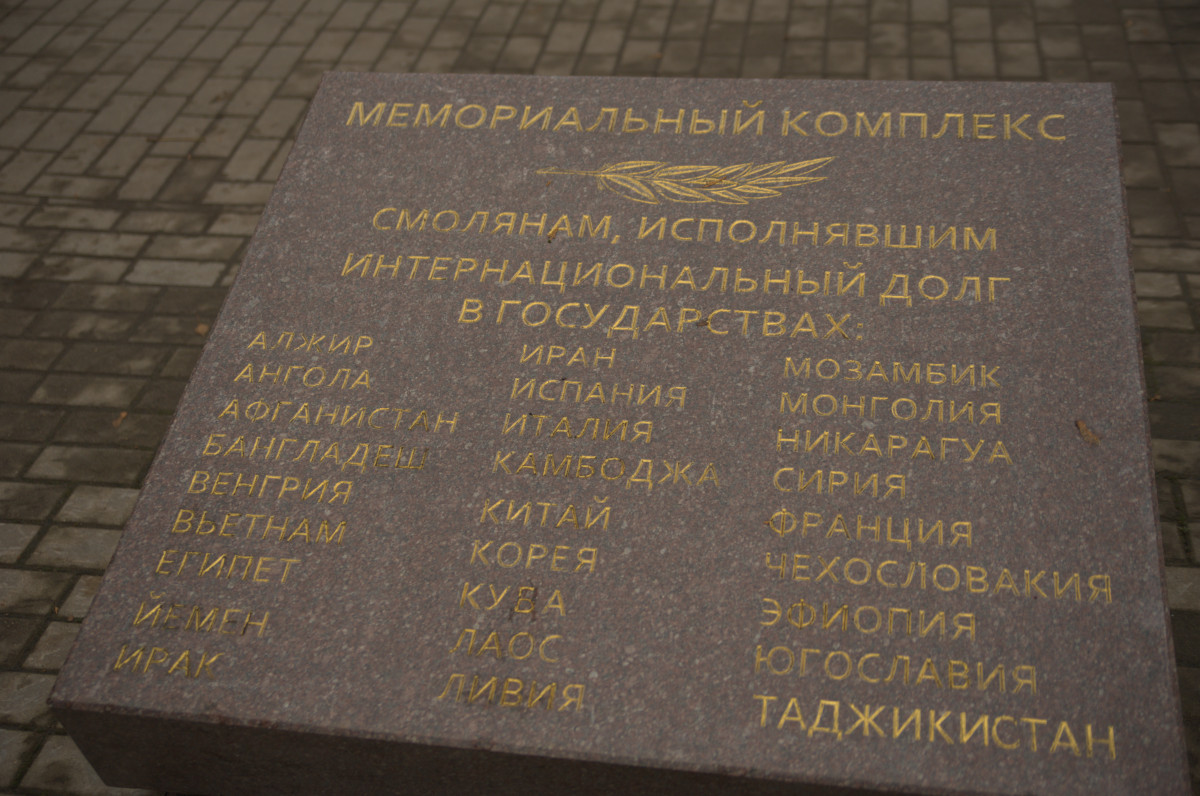 МЕМОРИАЛЬНЫЙ КОМПЛЕКС
СМОЛЯНАМ, ИСПОЛНЯВШИМ
ИНТЕРНАЦИОНАЛЬНЫЙ ДОЛГ
В ГОСУДАРСТВАХ:
АЛЖИР
АНГОЛА
АФГАНИСТАН
БАНГЛАДЕШ
ВЕНГРИЯ
ВЬЕТНАМ
ЕГИПЕТ
ЙЕМЕН
ИРАК
ИРАН
ИСПАНИЯ
ИТАЛИЯ
КАМБОДЖА
КИТАЙ
КОРЕЯ
КУБА
ЛАОС
ЛИВИЯ
МОЗАМБИК
МОНГОЛИЯ
НИКАРАГУА
СИРИЯ
ФРАНЦИЯ
ЧЕХОСЛОВАКИЯ
ЭФИОПИЯ
ЮГОСЛАВИЯ
ТАДЖИКИСТАН